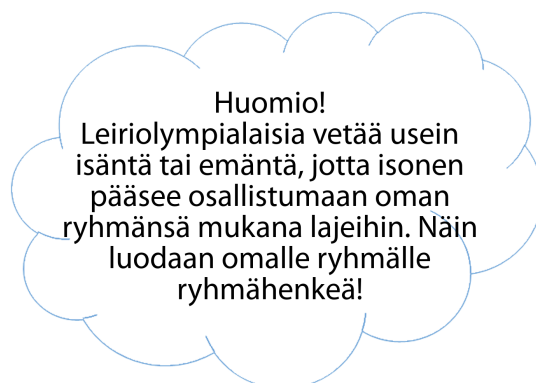 Huomio!
Leiriolympialaisia vetää usein
isäntä tai emäntä, jotta isonen
pääsee osallistumaan oman
ryhmänsä mukana lajeihin. Näin
luodaan omalle ryhmälle
ryhmähenkeä!